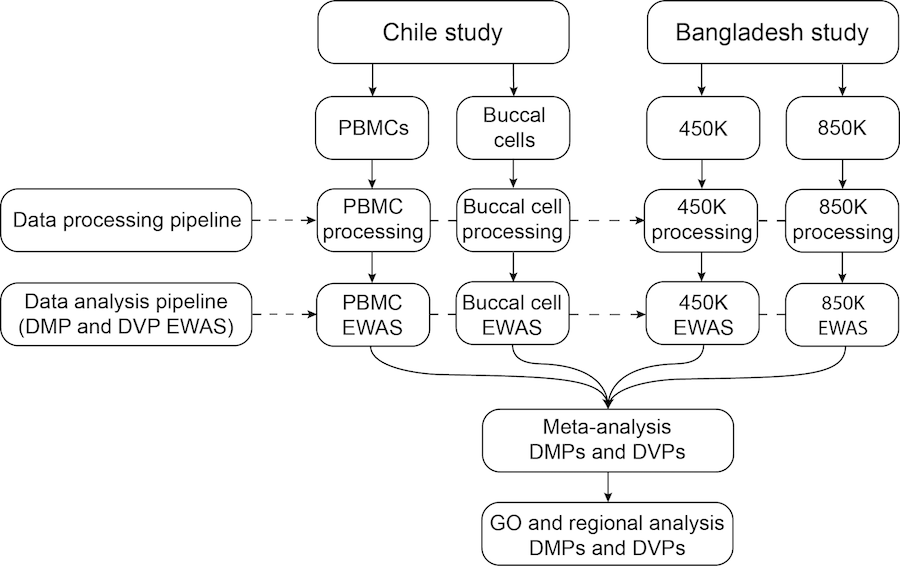 Chile study
Bangladesh study
PBMCs
Buccal
cells
450K
850K
Data processing pipeline
PBMC
processing
Buccal cell
processing
450K
processing
850K
processing
Data analysis pipeline
(DMP and DVP EWAS)
PBMC
EWAS
Buccal cell
EWAS
450K
EWAS
850K
EWAS
Meta-analysis
DMPs and DVPs
GO and regional analysis
DMPs and DVPs